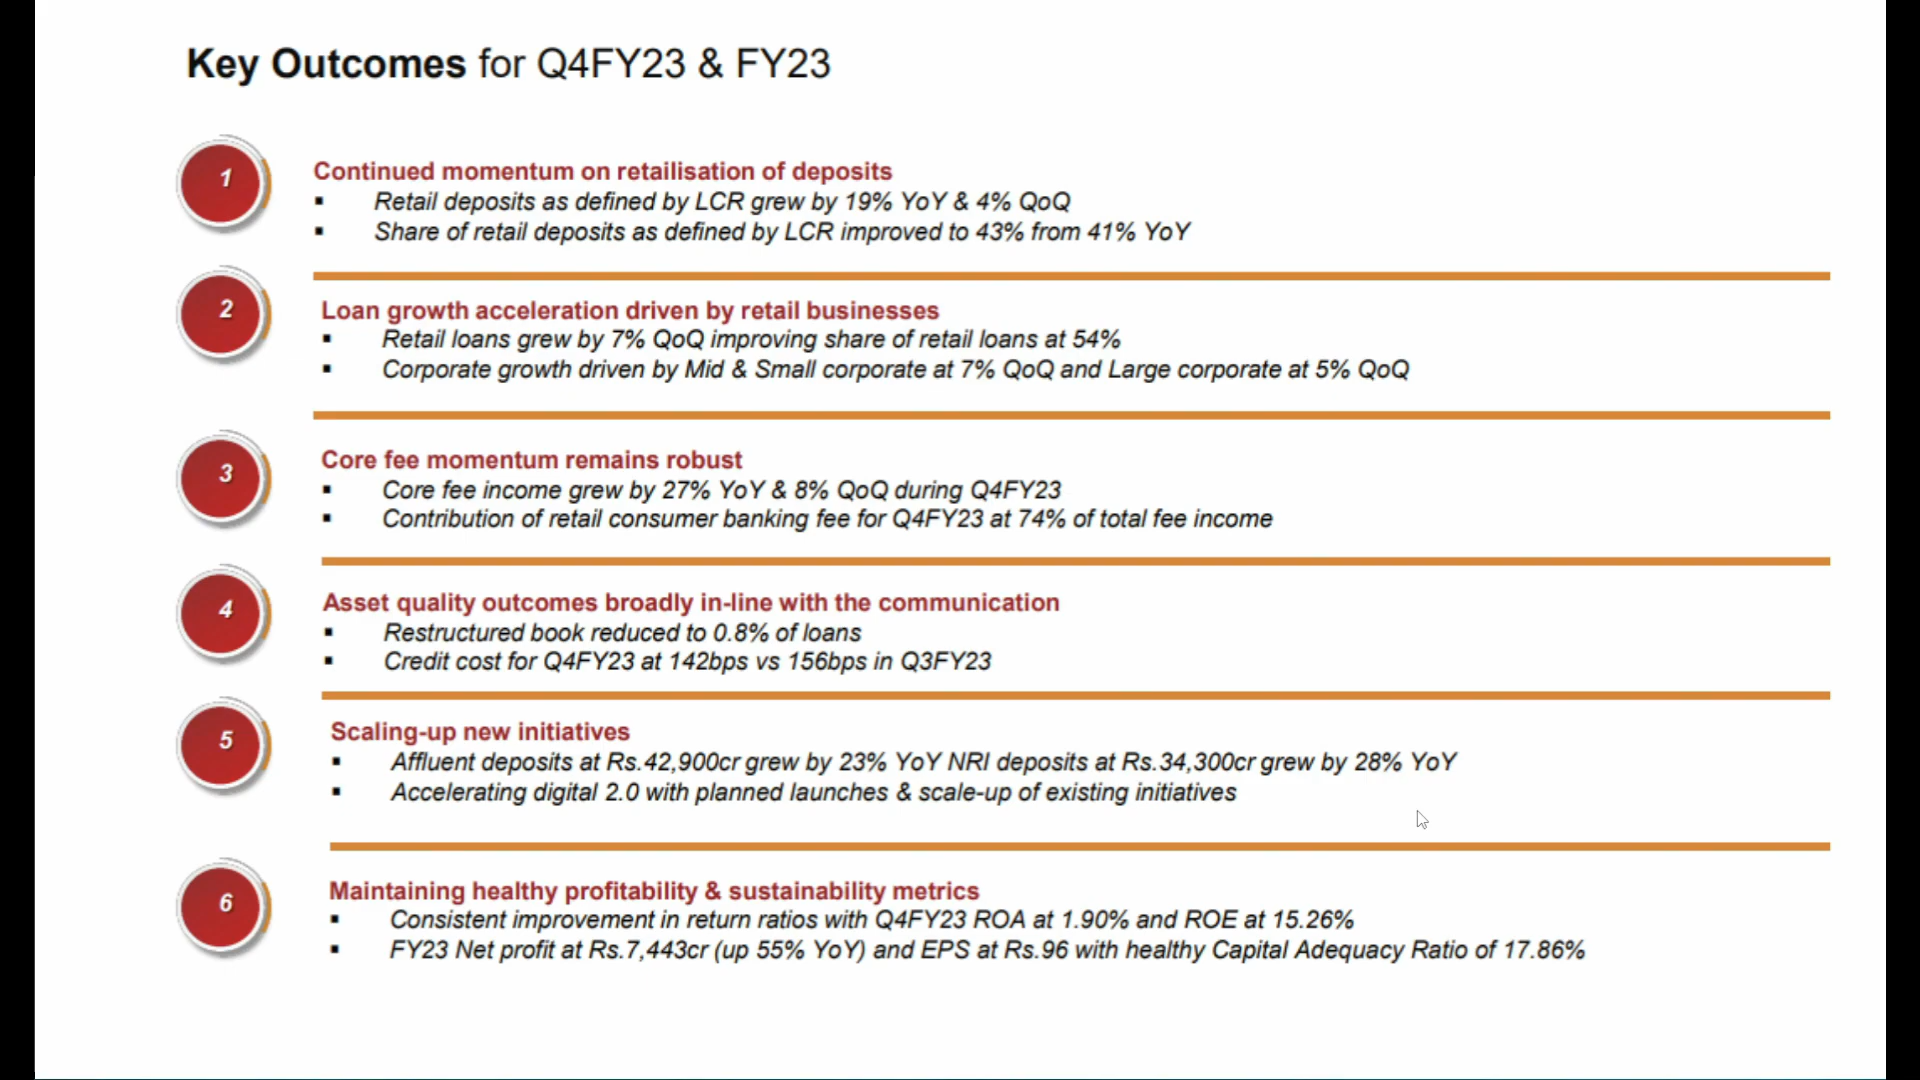 Key Outcomes for Q4FY23 & FY23
1
Continued momentum on retailisation of deposits
▪ Retail deposits as defined by LCR grew by 19% YoY & 4% QoQ
▪ Share of retail deposits as defined by LCR improved to 43% from 41% YoY
2
Loan growth acceleration driven by retail businesses
▪ Retail loans grew by 7% QoQ improving share of retail loans at 54%
▪ Corporate growth driven by Mid & Small corporate at 7% QoQ and Large corporate at 5% QoQ
3
Core fee momentum remains robust
▪ Core fee income grew by 27% YoY & 8% QoQ during Q4FY23
▪ Contribution of retail consumer banking fee for Q4FY23 at 74% of total fee income
4
Asset quality outcomes broadly in-line with the communication
▪ Restructured book reduced to 0.8% of loans
▪ Credit cost for Q4FY23 at 142bps vs 156bps in Q3FY23
5
Scaling-up new initiatives
▪ Affluent deposits at Rs.42,900cr grew by 23% YoY NRI deposits at Rs.34,300cr grew by 28% YoY
▪ Accelerating digital 2.0 with planned launches & scale-up of existing initiatives
6
Maintaining healthy profitability & sustainability metrics
▪ Consistent improvement in return ratios with Q4FY23 ROA at 1.90% and ROE at 15.26%
▪ FY23 Net profit at Rs.7,443cr (up 55% YoY) and EPS at Rs.96 with healthy Capital Adequacy Ratio of 17.86%